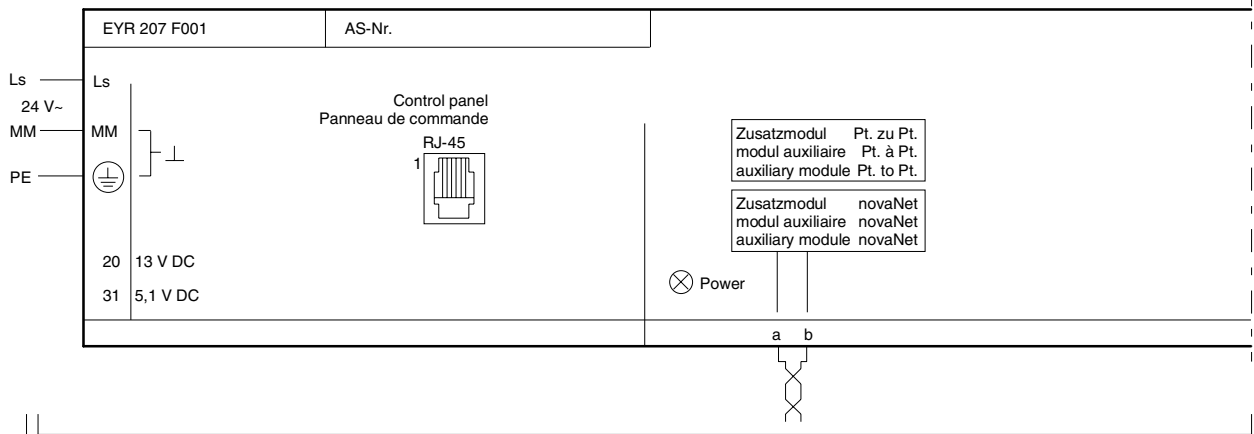 EYR 207 F001 AS-Nr.
Ls Ls
24 V~
MM MM
PE
Control panel
Panneau de commande
RJ-45
1
Zusatzmodul Pt. zu Pt.
modul auxiliaire Pt. à Pt.
auxiliary module Pt. to Pt.
Zusatzmodul novaNet
modul auxiliaire novaNet
auxiliary module novaNet
20 13 V DC
31 5,1 V DC
Power
a b